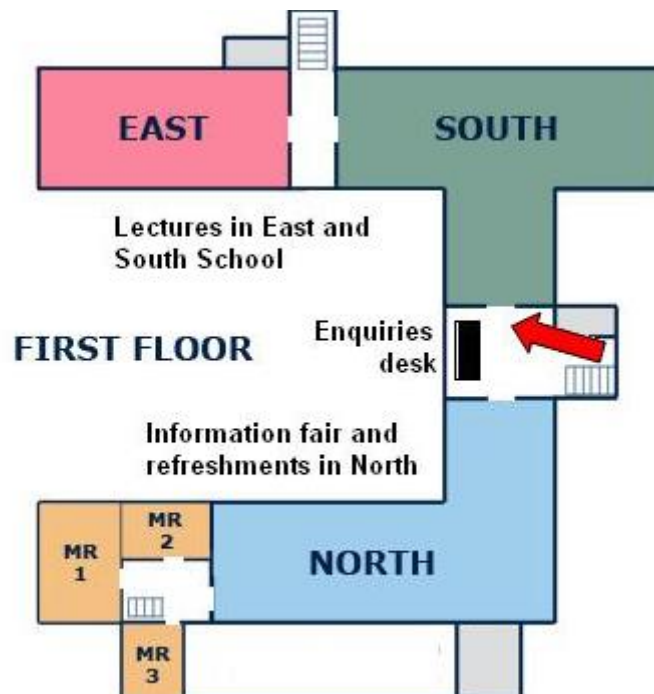 EAST
SOUTH
Lectures in East and
South School
FIRST FLOOR
Enquiries
desk
Information fair and
refreshments in North
MR
1
MR
2
NORTH
MR
3